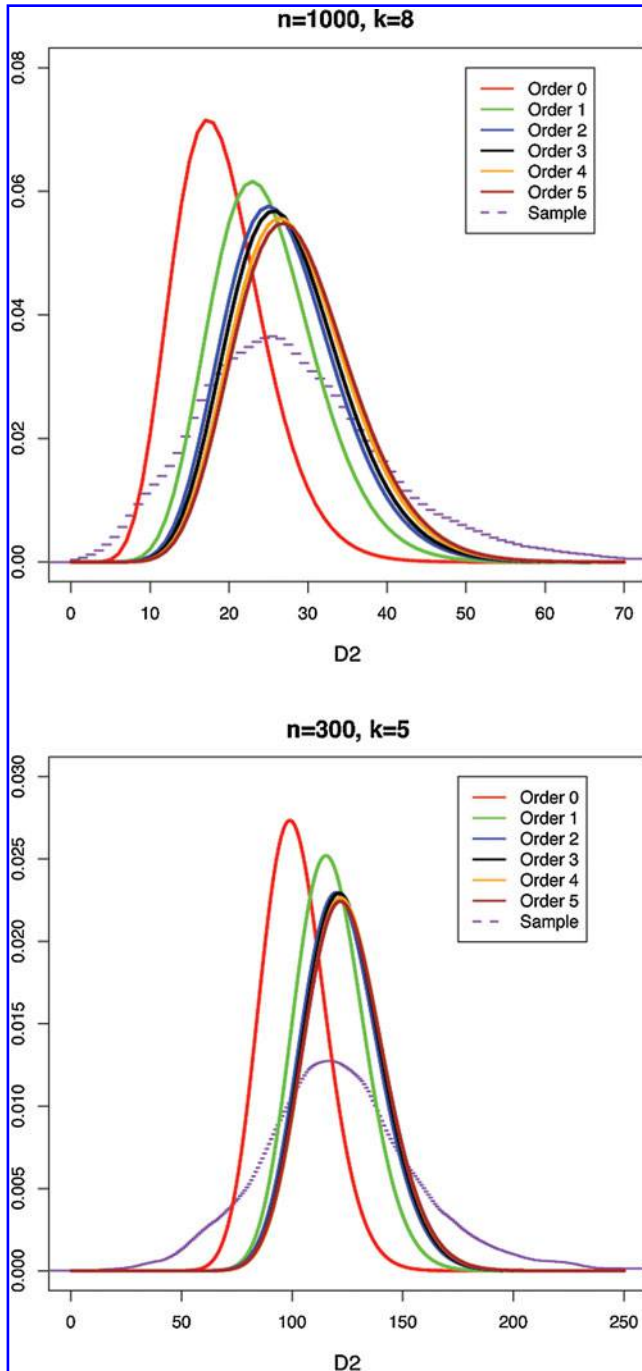 n=1000, k=8
0.08
0.06
0.04
0.02
0.00
Order 0
Order 1
Order 2
Order 3
Order 4
Order 5
Sample
0 10 20 30 40 50 60 70
D2
n=300, k=5
0.030
0.025
0.020
0.015
0.010
0.005
0.000
Order 0
Order 1
Order 2
Order 3
Order 4
Order 5
Sample
0 50 100 150 200 250
D2